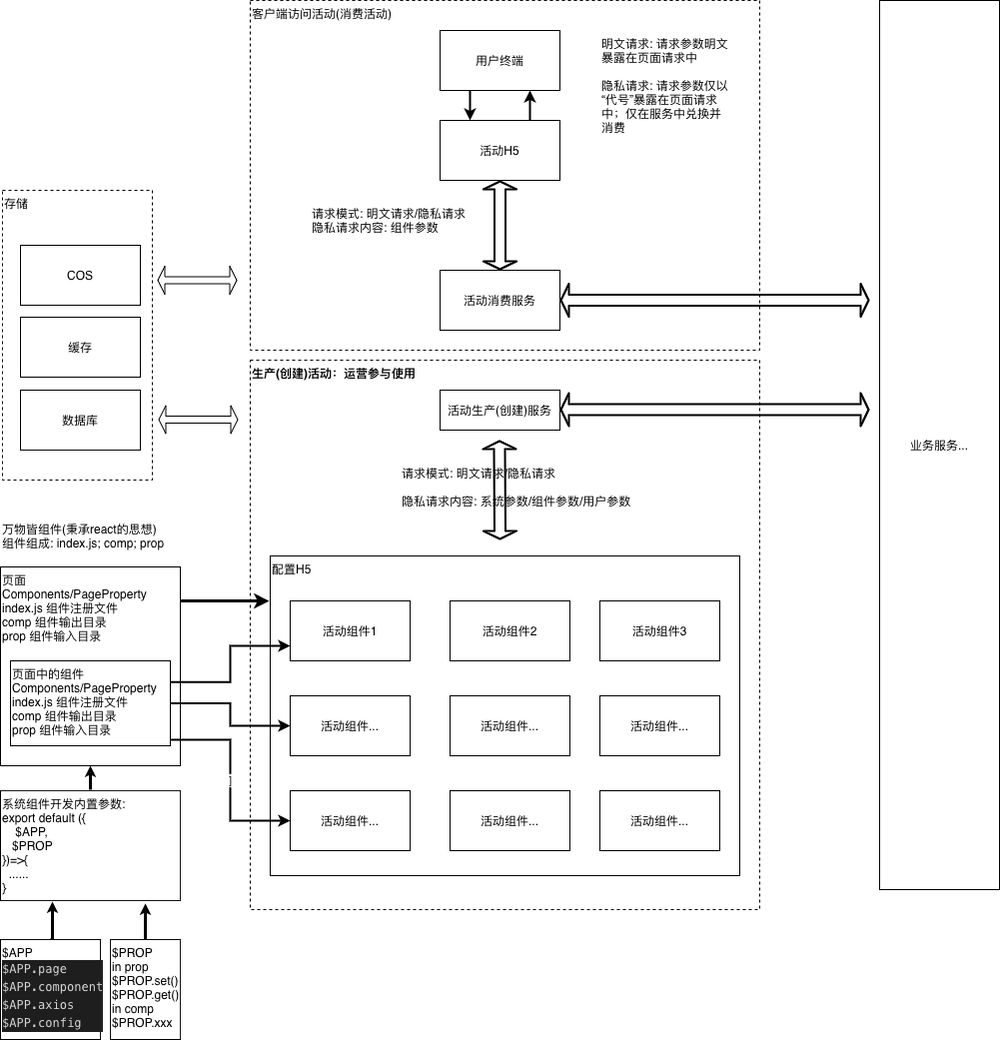 客户端访问活动(消费活动)
用户终端
明文请求: 请求参数明文
暴露在页面请求中
隐私请求: 请求参数仅以
“代号”暴露在页面请求
中；仅在服务中兑换并
消费
活动H5
请求模式: 明文请求/隐私请求
隐私请求内容: 组件参数
活动消费服务
存储
COS
缓存
数据库
生产(创建)活动：运营参与使用
活动生产(创建)服务
请求模式: 明文请求/隐私请求
隐私请求内容: 系统参数/组件参数/用户参数
业务服务...
万物皆组件(秉承react的思想)
组件组成: index.js; comp; prop
页面
Components/PageProperty
index.js 组件注册文件
comp 组件输出目录
prop 组件输入目录
页面中的组件
Components/PageProperty
index.js 组件注册文件
comp 组件输出目录
prop 组件输入目录
配置H5
活动组件1
活动组件2
活动组件3
活动组件...
活动组件...
活动组件...
活动组件...
活动组件...
活动组件...
系统组件开发内置参数:
export default ({
$APP,
$PROP
})=>{
......
}
$APP
$APP.page
$APP.component
$APP.axios
$APP.config
$PROP
in prop
$PROP.set()
$PROP.get()
in comp
$PROP.xxx